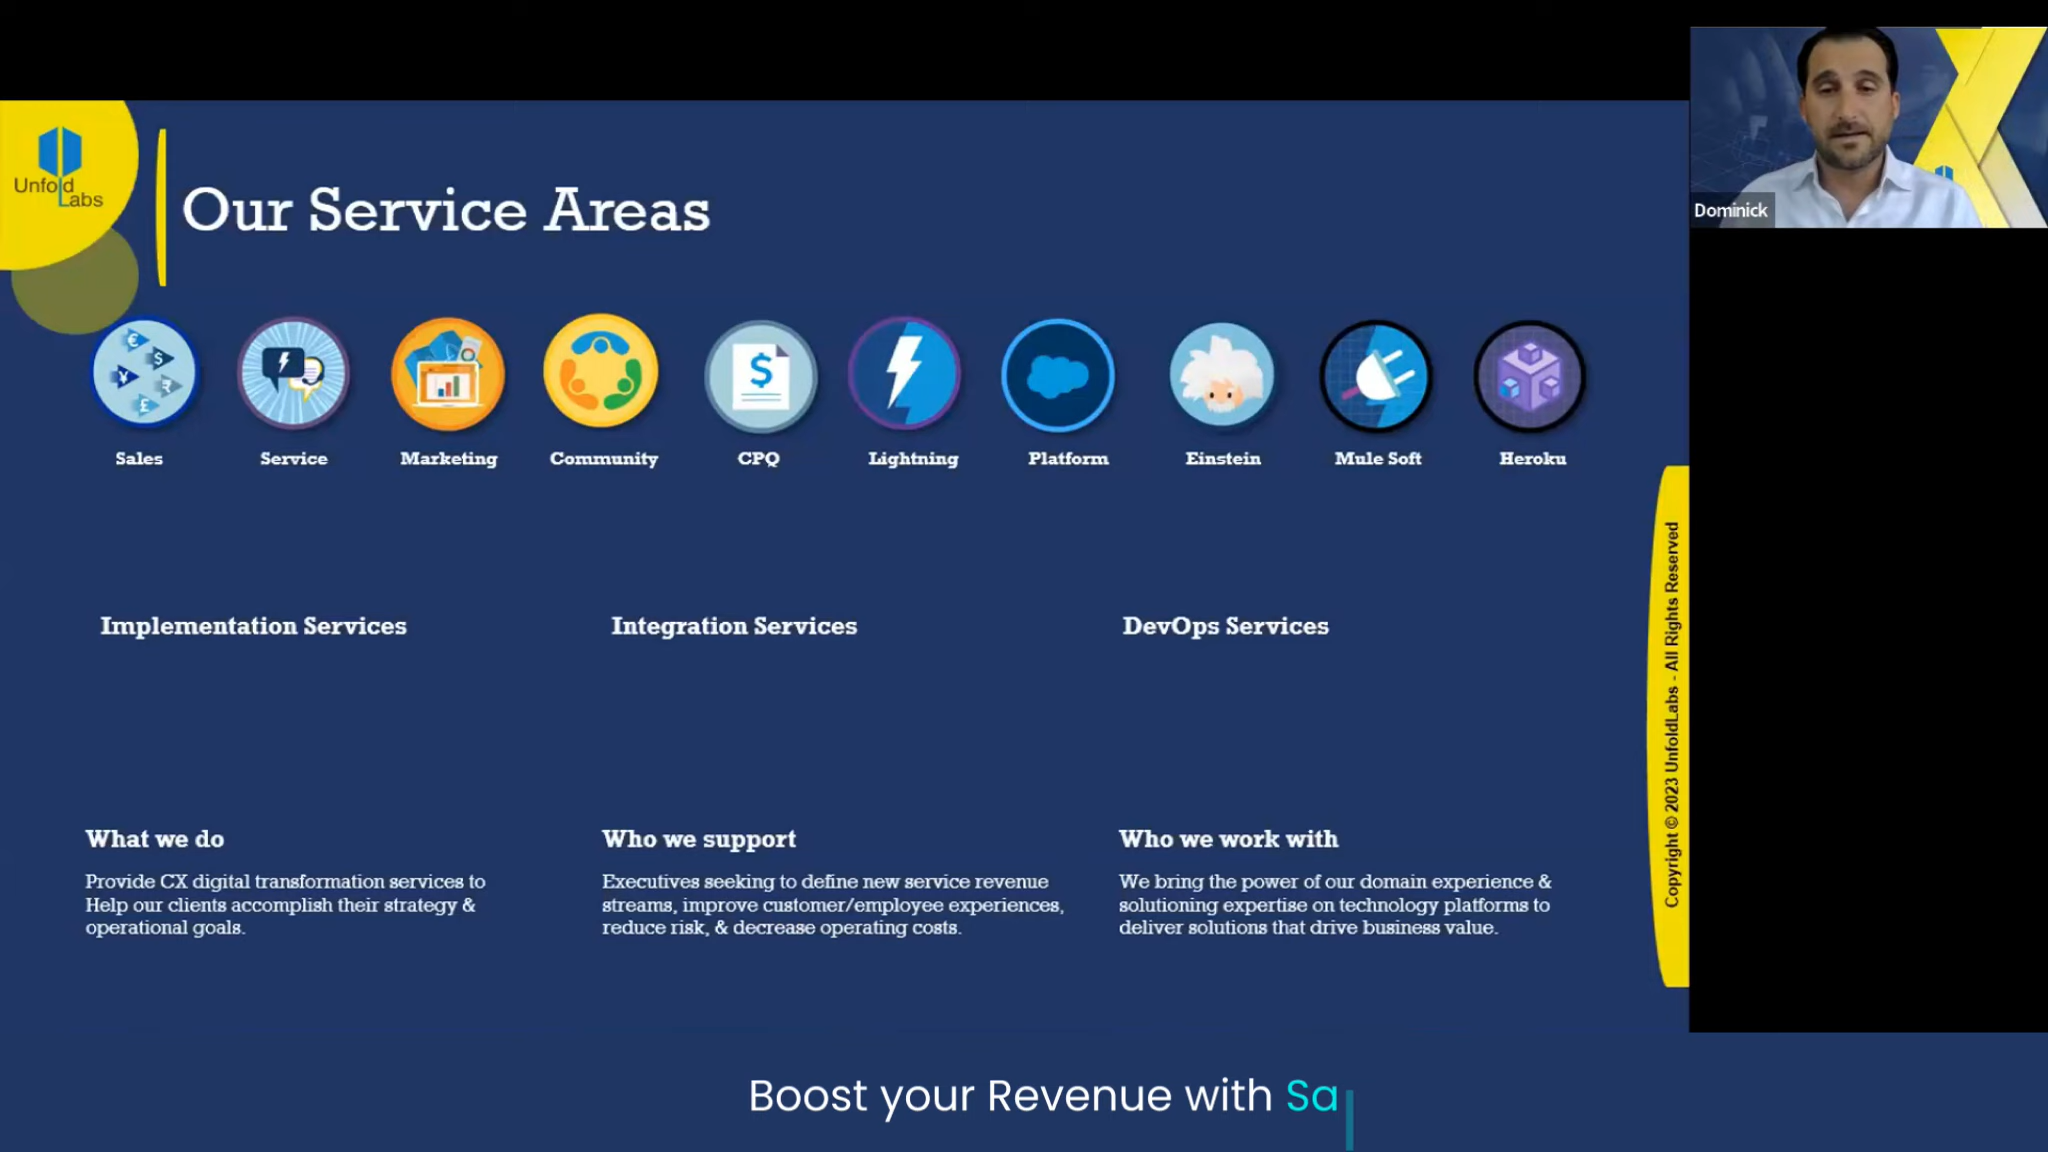 Unfold
Labs
Our Service Areas
Dominick
€
$
¥
₹
£
$
Sales
Service
Marketing
Community
CPQ
Lightning
Platform
Einstein
Mule Soft
Heroku
Implementation Services
Integration Services
DevOps Services
What we do
Provide CX digital transformation services to
Help our clients accomplish their strategy &
operational goals.
Who we support
Executives seeking to define new service revenue
streams, improve customer/employee experiences,
reduce risk, & decrease operating costs.
Who we work with
We bring the power of our domain experience &
solutioning expertise on technology platforms to
deliver solutions that drive business value.
Copyright © 2023 UnfoldLabs - All Rights Reserved
Boost your Revenue with Sa